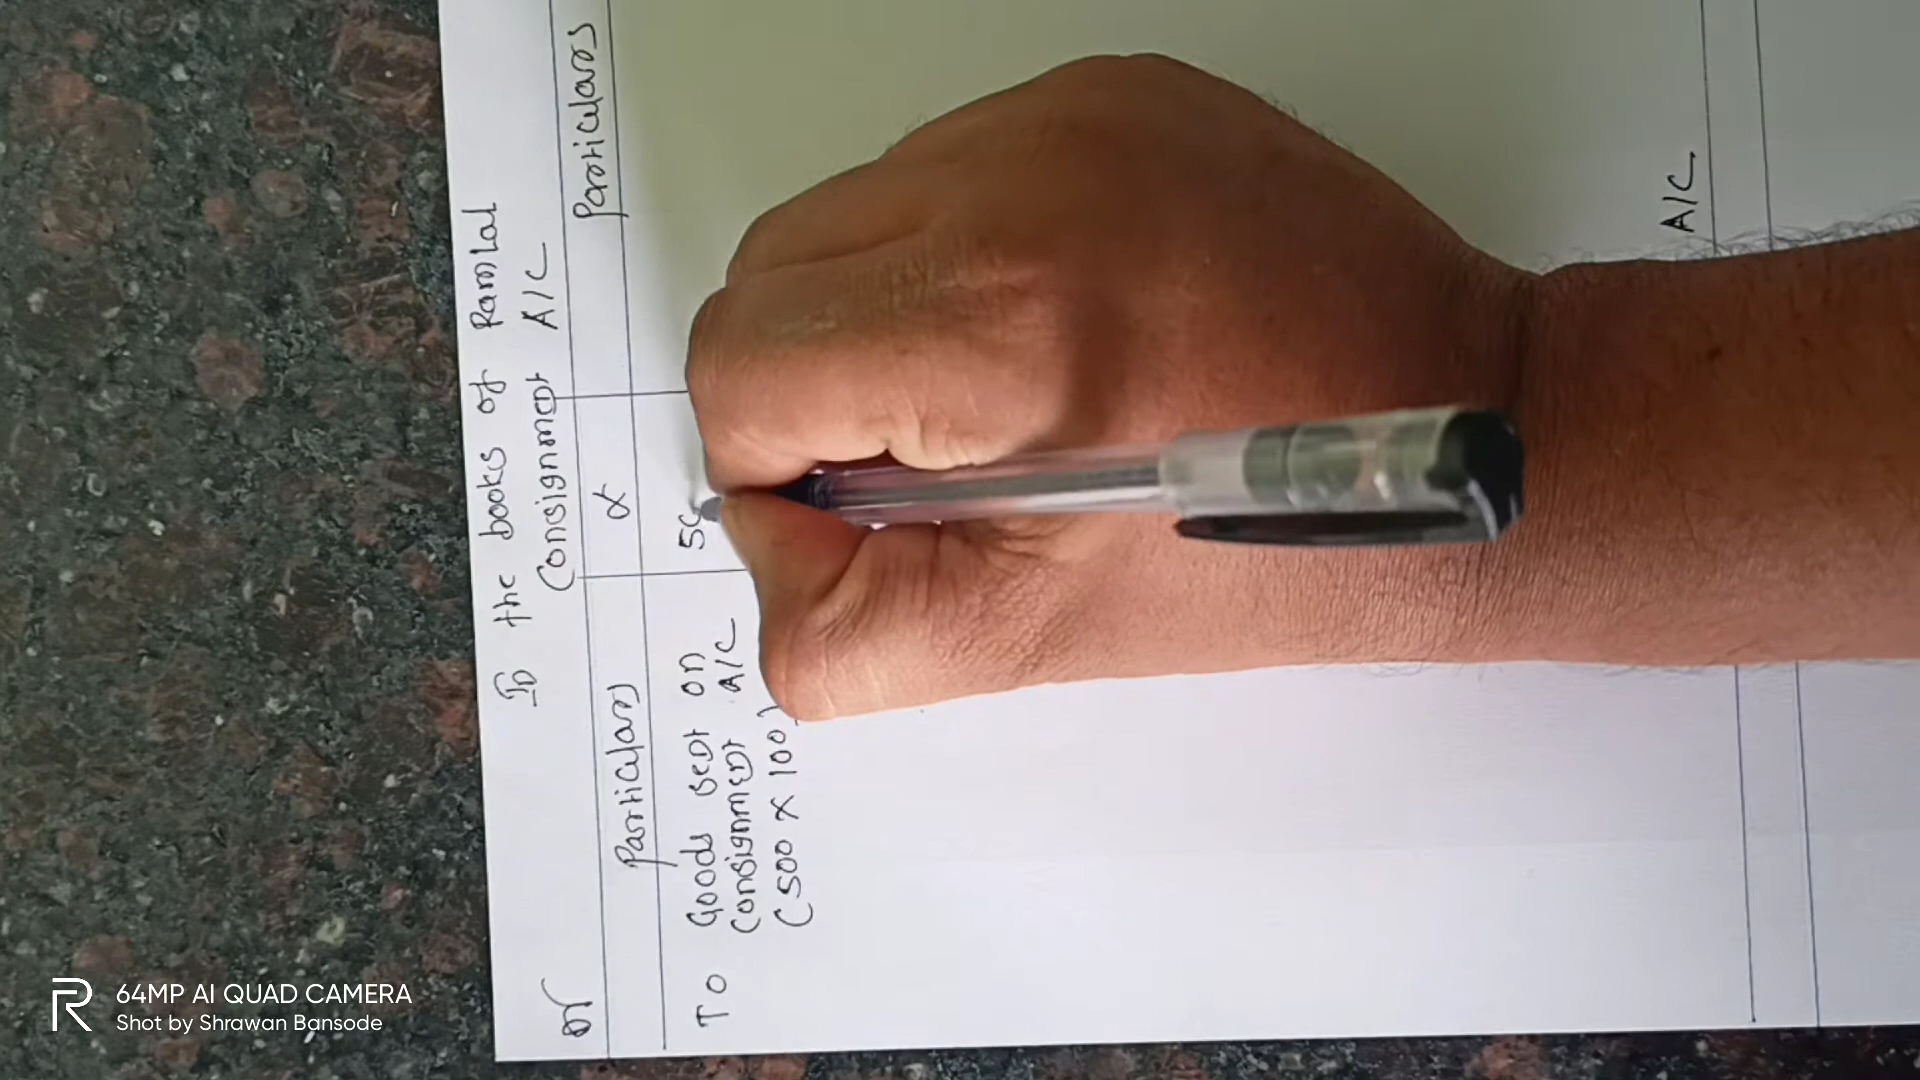 In the books of Ramlal
Consignment A/C
Dr
Particulars ₹ Particulars
To Goods sent on 50
Consignment A/C
(500 X 100)
A/C
64MP AI QUAD CAMERA
Shot by Shrawan Bansode